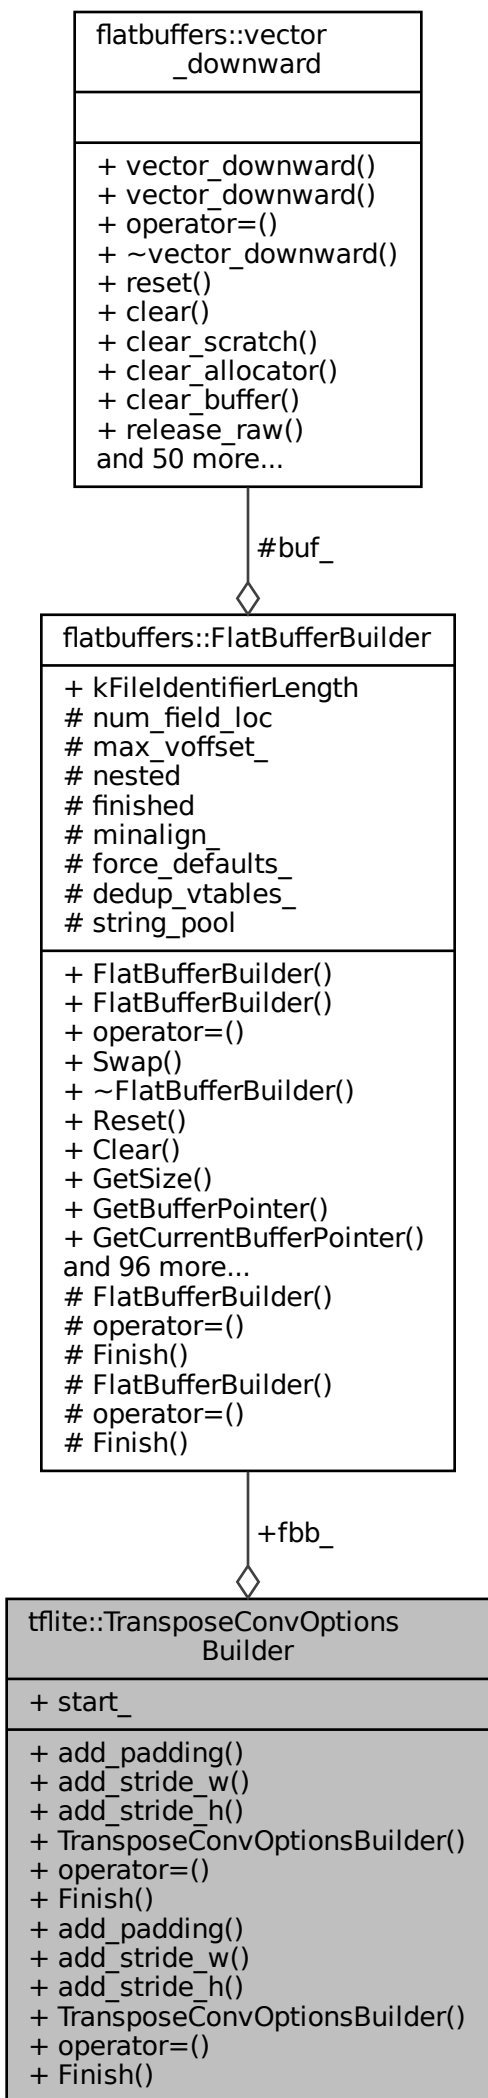 flatbuffers::vector
_downward
+ vector_downward()
+ vector_downward()
+ operator=()
+ ~vector_downward()
+ reset()
+ clear()
+ clear_scratch()
+ clear_allocator()
+ clear_buffer()
+ release_raw()
and 50 more...
#buf_
flatbuffers::FlatBufferBuilder
+ kFileIdentifierLength
# num_field_loc
# max_voffset_
# nested
# finished
# minalign_
# force_defaults_
# dedup_vtables_
# string_pool
+ FlatBufferBuilder()
+ FlatBufferBuilder()
+ operator=()
+ Swap()
+ ~FlatBufferBuilder()
+ Reset()
+ Clear()
+ GetSize()
+ GetBufferPointer()
+ GetCurrentBufferPointer()
and 96 more...
# FlatBufferBuilder()
# operator=()
# Finish()
# FlatBufferBuilder()
# operator=()
# Finish()
+fbb_
tflite::TransposeConvOptions
Builder
+ start_
+ add_padding()
+ add_stride_w()
+ add_stride_h()
+ TransposeConvOptionsBuilder()
+ operator=()
+ Finish()
+ add_padding()
+ add_stride_w()
+ add_stride_h()
+ TransposeConvOptionsBuilder()
+ operator=()
+ Finish()